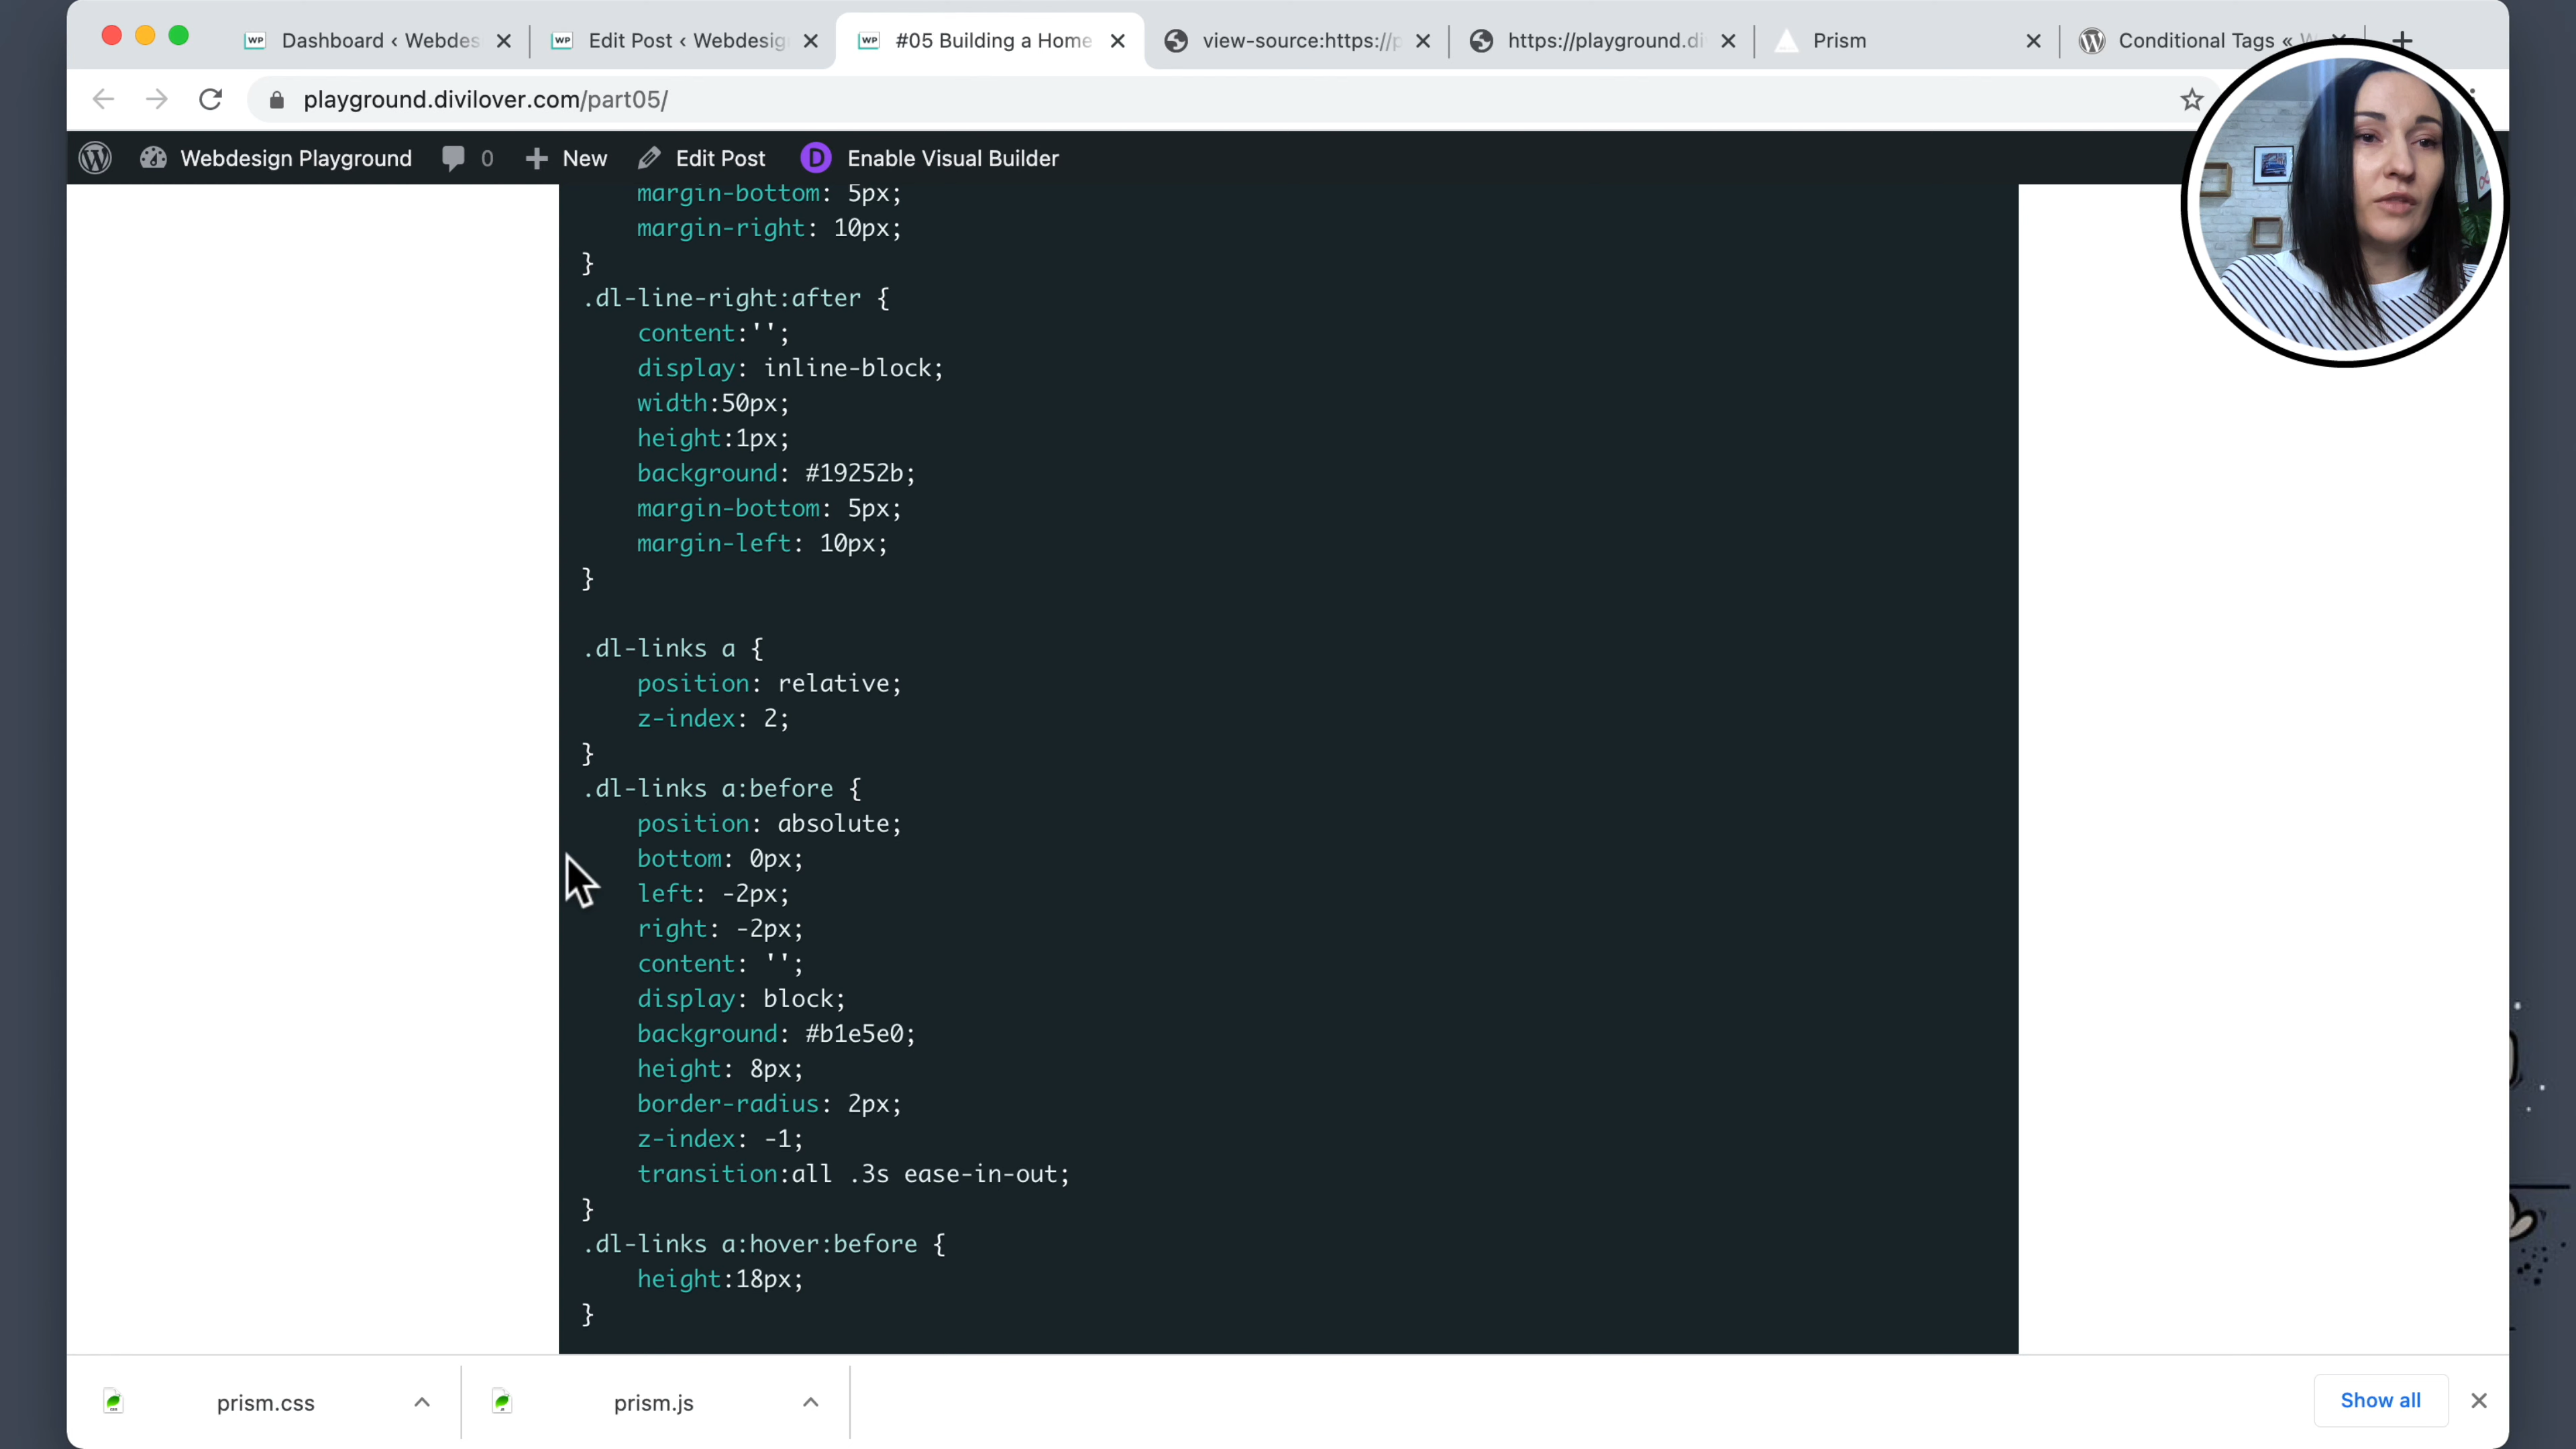 Dashboard ‹ Webdes
Edit Post ‹ Webdesig
#05 Building a Home
view-source:https://p
https://playground.di
Prism
Conditional Tags «
playground.divilover.com/part05/
Webdesign Playground
0
New
Edit Post
D
Enable Visual Builder
margin-bottom: 5px;
margin-right: 10px;
}
.dl-line-right:after {
content:'';
display: inline-block;
width:50px;
height:1px;
background: #19252b;
margin-bottom: 5px;
margin-left: 10px;
}
.dl-links a {
position: relative;
z-index: 2;
}
.dl-links a:before {
position: absolute;
bottom: 0px;
left: -2px;
right: -2px;
content: '';
display: block;
background: #b1e5e0;
height: 8px;
border-radius: 2px;
z-index: -1;
transition:all .3s ease-in-out;
}
.dl-links a:hover:before {
height:18px;
}
prism.css
prism.js
Show all